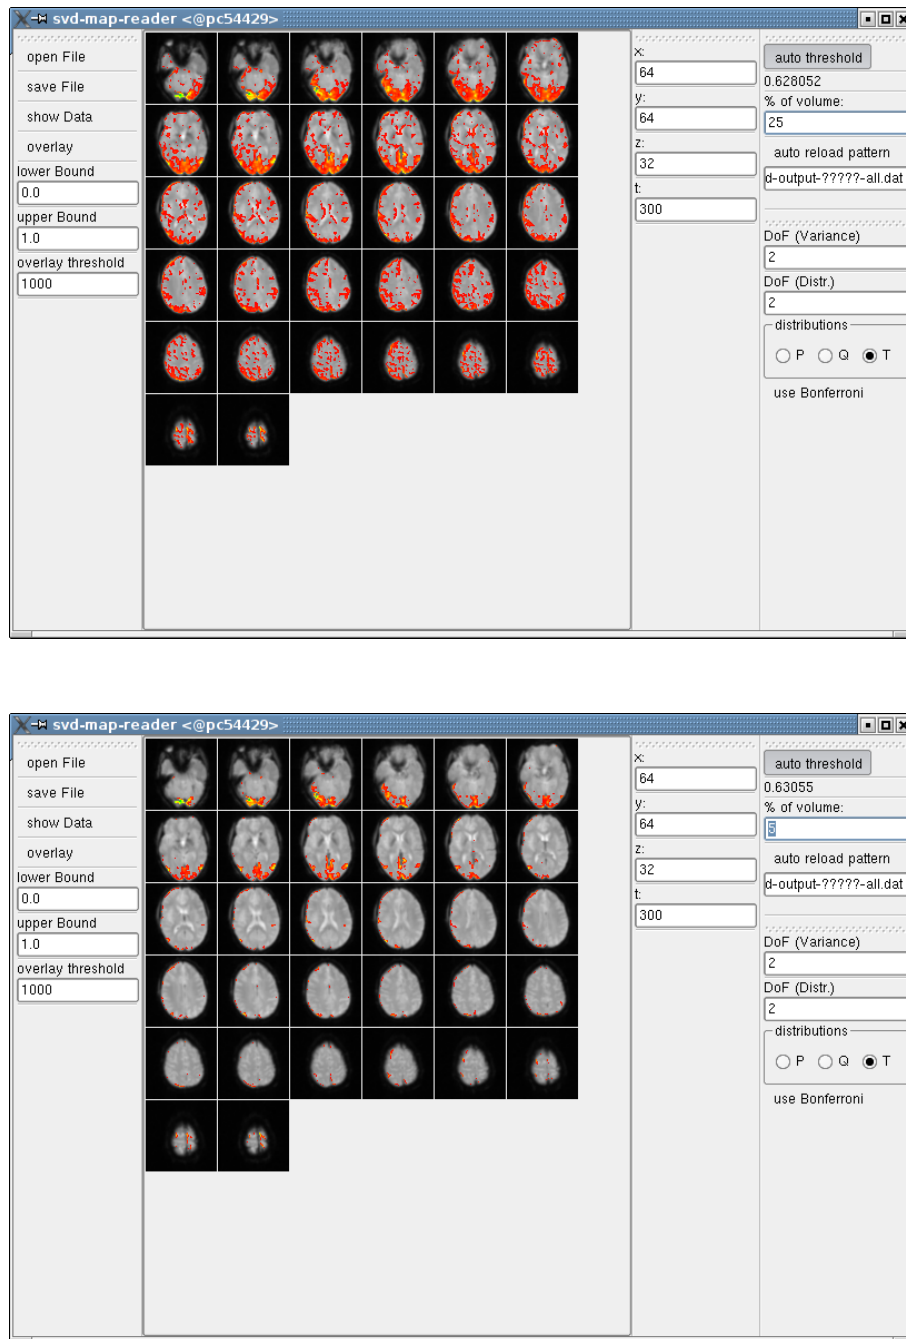 svd-map-reader <@pc54429>
open File
save File
show Data
overlay
lower Bound
0.0
upper Bound
1.0
overlay threshold
1000
x:
64
y:
64
z:
32
t:
300
auto threshold
0.628052
% of volume:
25
auto reload pattern
d-output-?????-all.dat
DoF (Variance)
2
DoF (Distr.)
2
distributions
P Q T
use Bonferroni
svd-map-reader <@pc54429>
open File
save File
show Data
overlay
lower Bound
0.0
upper Bound
1.0
overlay threshold
1000
x:
64
y:
64
z:
32
t:
300
auto threshold
0.63055
% of volume:
5
auto reload pattern
d-output-?????-all.dat
DoF (Variance)
2
DoF (Distr.)
2
distributions
P Q T
use Bonferroni